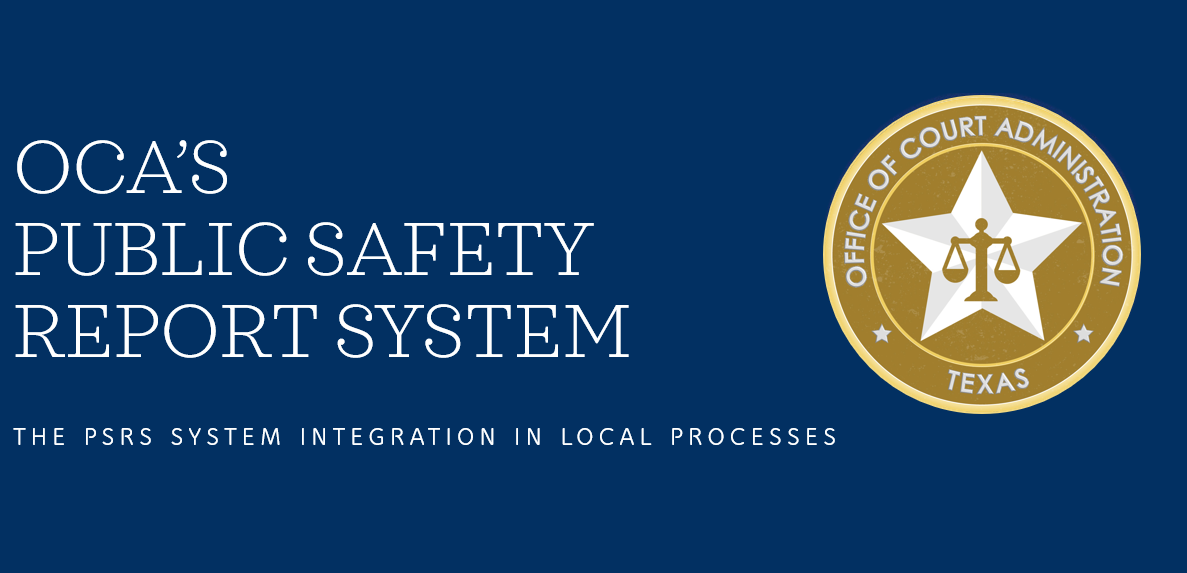 OCA’S
PUBLIC SAFETY
REPORT SYSTEM
THE PSRS SYSTEM INTEGRATION IN LOCAL PROCESSES
OFFICE OF COURT ADMINISTRATION
TEXAS